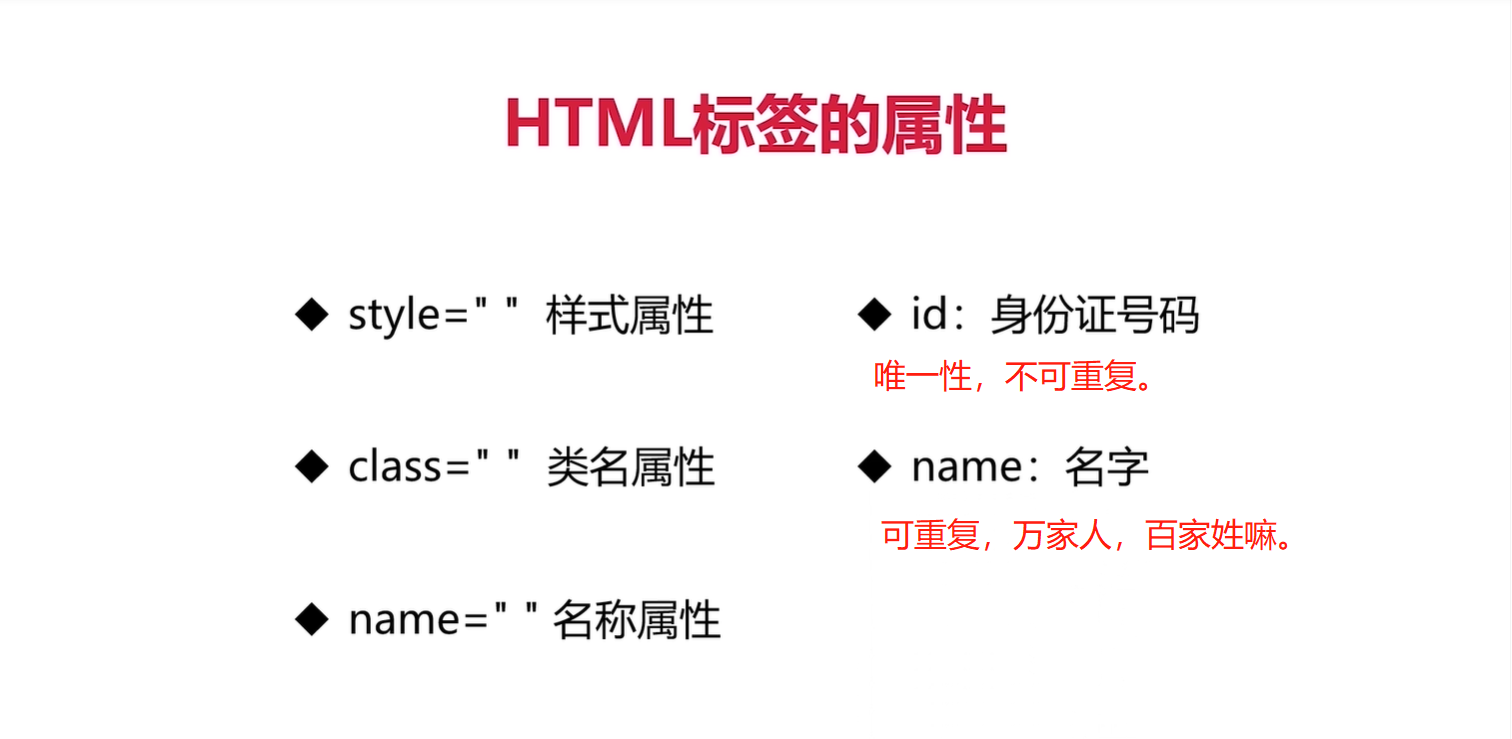 HTML标签的属性
◆ style=" " 样式属性
◆ class=" " 类名属性
◆ name=" " 名称属性
◆ id：身份证号码
唯一性，不可重复。
◆ name：名字
可重复，万家人，百家姓嘛。